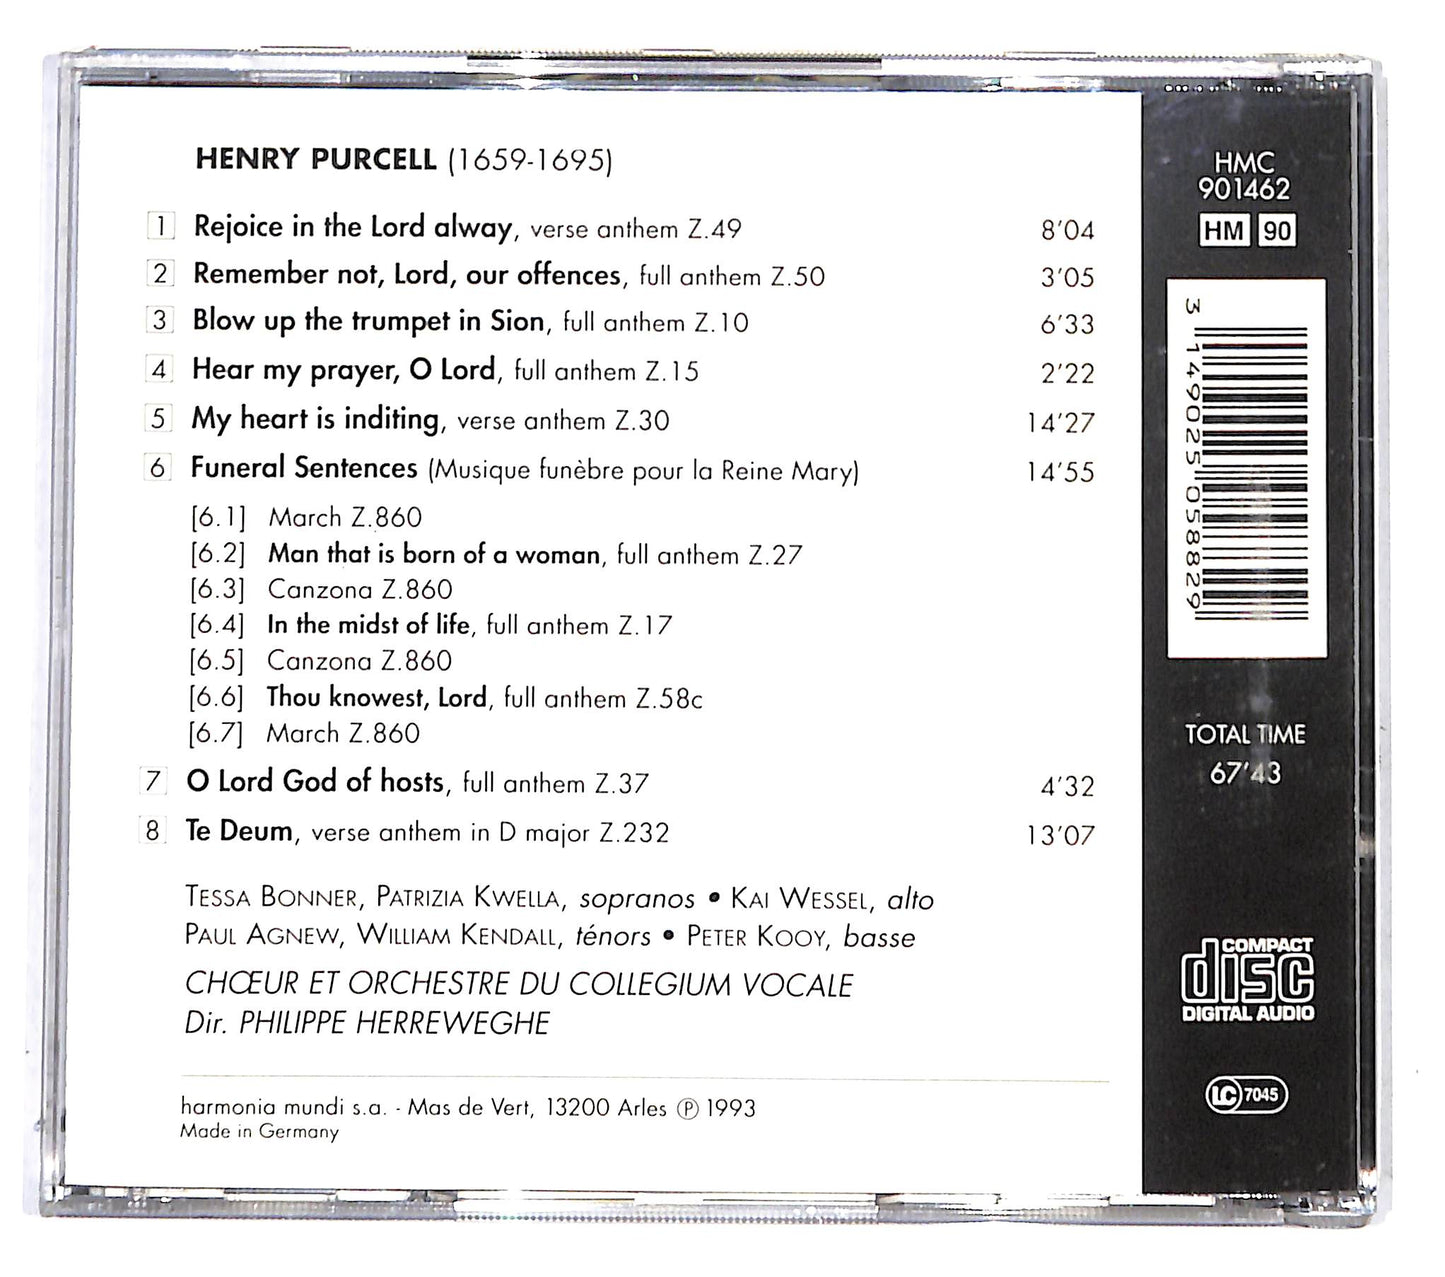 HENRY PURCELL (1659-1695)
1 Rejoice in the Lord alway, verse anthem Z.49 8'04
2 Remember not, Lord, our offences, full anthem Z.50 3'05
3 Blow up the trumpet in Sion, full anthem Z.10 6'33
4 Hear my prayer, O Lord, full anthem Z.15 2'22
5 My heart is inditing, verse anthem Z.30 14'27
6 Funeral Sentences (Musique funèbre pour la Reine Mary) 14'55
[6.1] March Z.860
[6.2] Man that is born of a woman, full anthem Z.27
[6.3] Canzona Z.860
[6.4] In the midst of life, full anthem Z.17
[6.5] Canzona Z.860
[6.6] Thou knowest, Lord, full anthem Z.58c
[6.7] March Z.860
7 O Lord God of hosts, full anthem Z.37 4'32
8 Te Deum, verse anthem in D major Z.232 13'07
TESSA BONNER, PATRIZIA KWELLA, sopranos • KAI WESSEL, alto
PAUL AGNEW, WILLIAM KENDALL, ténors • PETER KOOY, basse
CHŒUR ET ORCHESTRE DU COLLEGIUM VOCALE
Dir. PHILIPPE HERREWEGHE
harmonia mundi s.a. - Mas de Vert, 13200 Arles ℗ 1993
Made in Germany
HMC
901462
HM 90
3 149025 058829
TOTAL TIME
67'43
COMPACT
disc
DIGITAL AUDIO
LC 7045